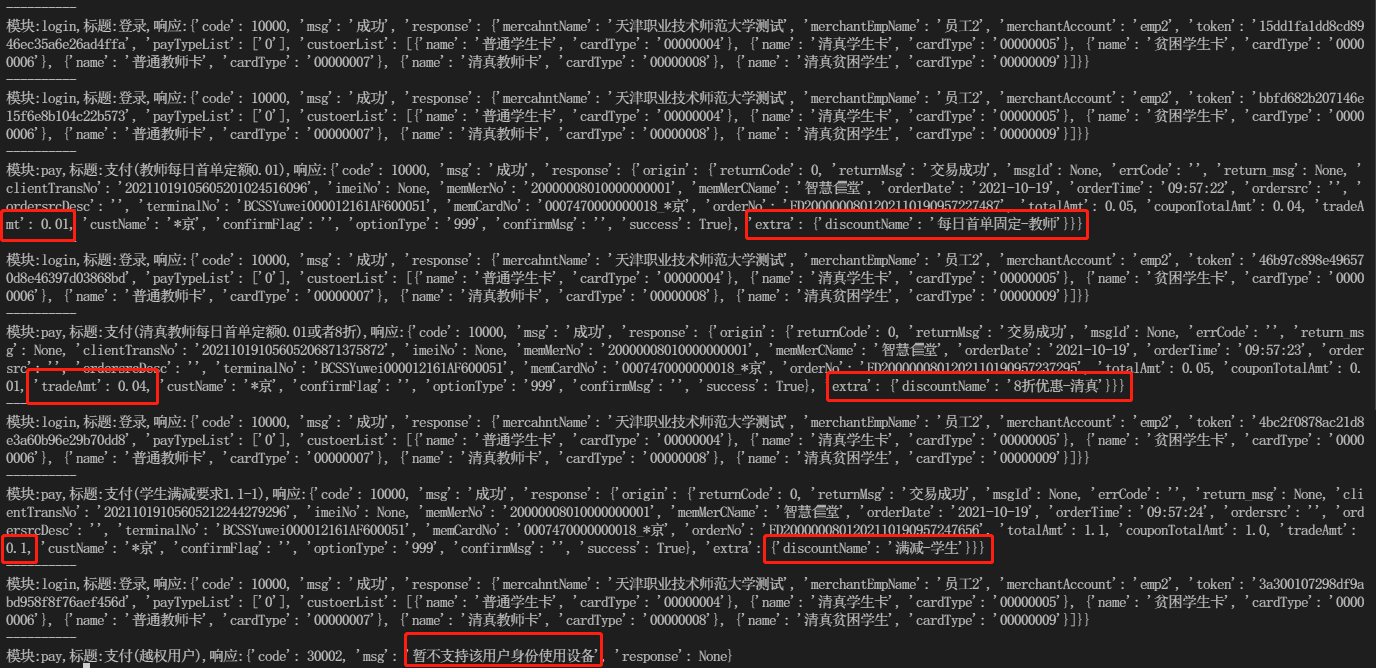 ----------
模块:login,标题:登录,响应:{'code': 10000, 'msg': '成功', 'response': {'mercahntName': '天津职业技术师范大学测试', 'merchantEmpName': '员工2', 'merchantAccount': 'emp2', 'token': '15dd1fa1dd8cd89
46ec35a6e26ad4ffa', 'payTypeList': ['0'], 'custoerList': [{'name': '普通学生卡', 'cardType': '00000004'}, {'name': '清真学生卡', 'cardType': '00000005'}, {'name': '贫困学生卡', 'cardType': '0000
0006'}, {'name': '普通教师卡', 'cardType': '00000007'}, {'name': '清真教师卡', 'cardType': '00000008'}, {'name': '清真贫困学生', 'cardType': '00000009'}]}}
----------
模块:login,标题:登录,响应:{'code': 10000, 'msg': '成功', 'response': {'mercahntName': '天津职业技术师范大学测试', 'merchantEmpName': '员工2', 'merchantAccount': 'emp2', 'token': 'bbfd682b207146e
15f6e8b104c22b573', 'payTypeList': ['0'], 'custoerList': [{'name': '普通学生卡', 'cardType': '00000004'}, {'name': '清真学生卡', 'cardType': '00000005'}, {'name': '贫困学生卡', 'cardType': '0000
0006'}, {'name': '普通教师卡', 'cardType': '00000007'}, {'name': '清真教师卡', 'cardType': '00000008'}, {'name': '清真贫困学生', 'cardType': '00000009'}]}}
----------
模块:pay,标题:支付(教师每日首单定额0.01),响应:{'code': 10000, 'msg': '成功', 'response': {'origin': {'returnCode': 0, 'returnMsg': '交易成功', 'msgId': None, 'errCode': '', 'return_msg': None, '
clientTransNo': '20211019105605201024516096', 'imeiNo': None, 'memMerNo': '20000008010000000001', 'memMerCName': '智慧堂', 'orderDate': '2021-10-19', 'orderTime': '09:57:22', 'ordersrc': '', '
ordersrcDesc': '', 'terminalNo': 'BCSSYuwei000012161AF600051', 'memCardNo': '0007470000000018_*京', 'orderNo': 'FD2000000801202110190957227487', 'totalAmt': 0.05, 'couponTotalAmt': 0.04, 'tradeA
mt': 0.01, 'custName': '*京', 'confirmFlag': '', 'optionType': '999', 'confirmMsg': '', 'success': True}, 'extra': {'discountName': '每日首单固定-教师'}}}
模块:login,标题:登录,响应:{'code': 10000, 'msg': '成功', 'response': {'mercahntName': '天津职业技术师范大学测试', 'merchantEmpName': '员工2', 'merchantAccount': 'emp2', 'token': '46b97c898e49657
0d8e46397d03868bd', 'payTypeList': ['0'], 'custoerList': [{'name': '普通学生卡', 'cardType': '00000004'}, {'name': '清真学生卡', 'cardType': '00000005'}, {'name': '贫困学生卡', 'cardType': '0000
0006'}, {'name': '普通教师卡', 'cardType': '00000007'}, {'name': '清真教师卡', 'cardType': '00000008'}, {'name': '清真贫困学生', 'cardType': '00000009'}]}}
----------
模块:pay,标题:支付(清真教师每日首单定额0.01或者8折),响应:{'code': 10000, 'msg': '成功', 'response': {'origin': {'returnCode': 0, 'returnMsg': '交易成功', 'msgId': None, 'errCode': '', 'return_ms
g': None, 'clientTransNo': '20211019105605206871375872', 'imeiNo': None, 'memMerNo': '20000008010000000001', 'memMerCName': '智慧堂', 'orderDate': '2021-10-19', 'orderTime': '09:57:23', 'order
src': '', 'ordersrcDesc': '', 'terminalNo': 'BCSSYuwei000012161AF600051', 'memCardNo': '0007470000000018_*京', 'orderNo': 'FD2000000801202110190957237295', 'totalAmt': 0.05, 'couponTotalAmt': 0.
01, 'tradeAmt': 0.04, 'custName': '*京', 'confirmFlag': '', 'optionType': '999', 'confirmMsg': '', 'success': True}, 'extra': {'discountName': '8折优惠-清真'}}}
模块:login,标题:登录,响应:{'code': 10000, 'msg': '成功', 'response': {'mercahntName': '天津职业技术师范大学测试', 'merchantEmpName': '员工2', 'merchantAccount': 'emp2', 'token': '4bc2f0878ac21d8
e3a60b96e29b70dd8', 'payTypeList': ['0'], 'custoerList': [{'name': '普通学生卡', 'cardType': '00000004'}, {'name': '清真学生卡', 'cardType': '00000005'}, {'name': '贫困学生卡', 'cardType': '0000
0006'}, {'name': '普通教师卡', 'cardType': '00000007'}, {'name': '清真教师卡', 'cardType': '00000008'}, {'name': '清真贫困学生', 'cardType': '00000009'}]}}
----------
模块:pay,标题:支付(学生满减要求1.1-1),响应:{'code': 10000, 'msg': '成功', 'response': {'origin': {'returnCode': 0, 'returnMsg': '交易成功', 'msgId': None, 'errCode': '', 'return_msg': None, 'cli
entTransNo': '20211019105605212244279296', 'imeiNo': None, 'memMerNo': '20000008010000000001', 'memMerCName': '智慧堂', 'orderDate': '2021-10-19', 'orderTime': '09:57:24', 'ordersrc': '', 'ord
ersrcDesc': '', 'terminalNo': 'BCSSYuwei000012161AF600051', 'memCardNo': '0007470000000018_*京', 'orderNo': 'FD2000000801202110190957247656', 'totalAmt': 1.1, 'couponTotalAmt': 1.0, 'tradeAmt':
0.1, 'custName': '*京', 'confirmFlag': '', 'optionType': '999', 'confirmMsg': '', 'success': True}, 'extra': {'discountName': '满减-学生'}}}
----------
模块:login,标题:登录,响应:{'code': 10000, 'msg': '成功', 'response': {'mercahntName': '天津职业技术师范大学测试', 'merchantEmpName': '员工2', 'merchantAccount': 'emp2', 'token': '3a300107298df9a
bd958f8f76aef456d', 'payTypeList': ['0'], 'custoerList': [{'name': '普通学生卡', 'cardType': '00000004'}, {'name': '清真学生卡', 'cardType': '00000005'}, {'name': '贫困学生卡', 'cardType': '0000
0006'}, {'name': '普通教师卡', 'cardType': '00000007'}, {'name': '清真教师卡', 'cardType': '00000008'}, {'name': '清真贫困学生', 'cardType': '00000009'}]}}
----------
模块:pay,标题:支付(越权用户),响应:{'code': 30002, 'msg': '暂不支持该用户身份使用设备', 'response': None}